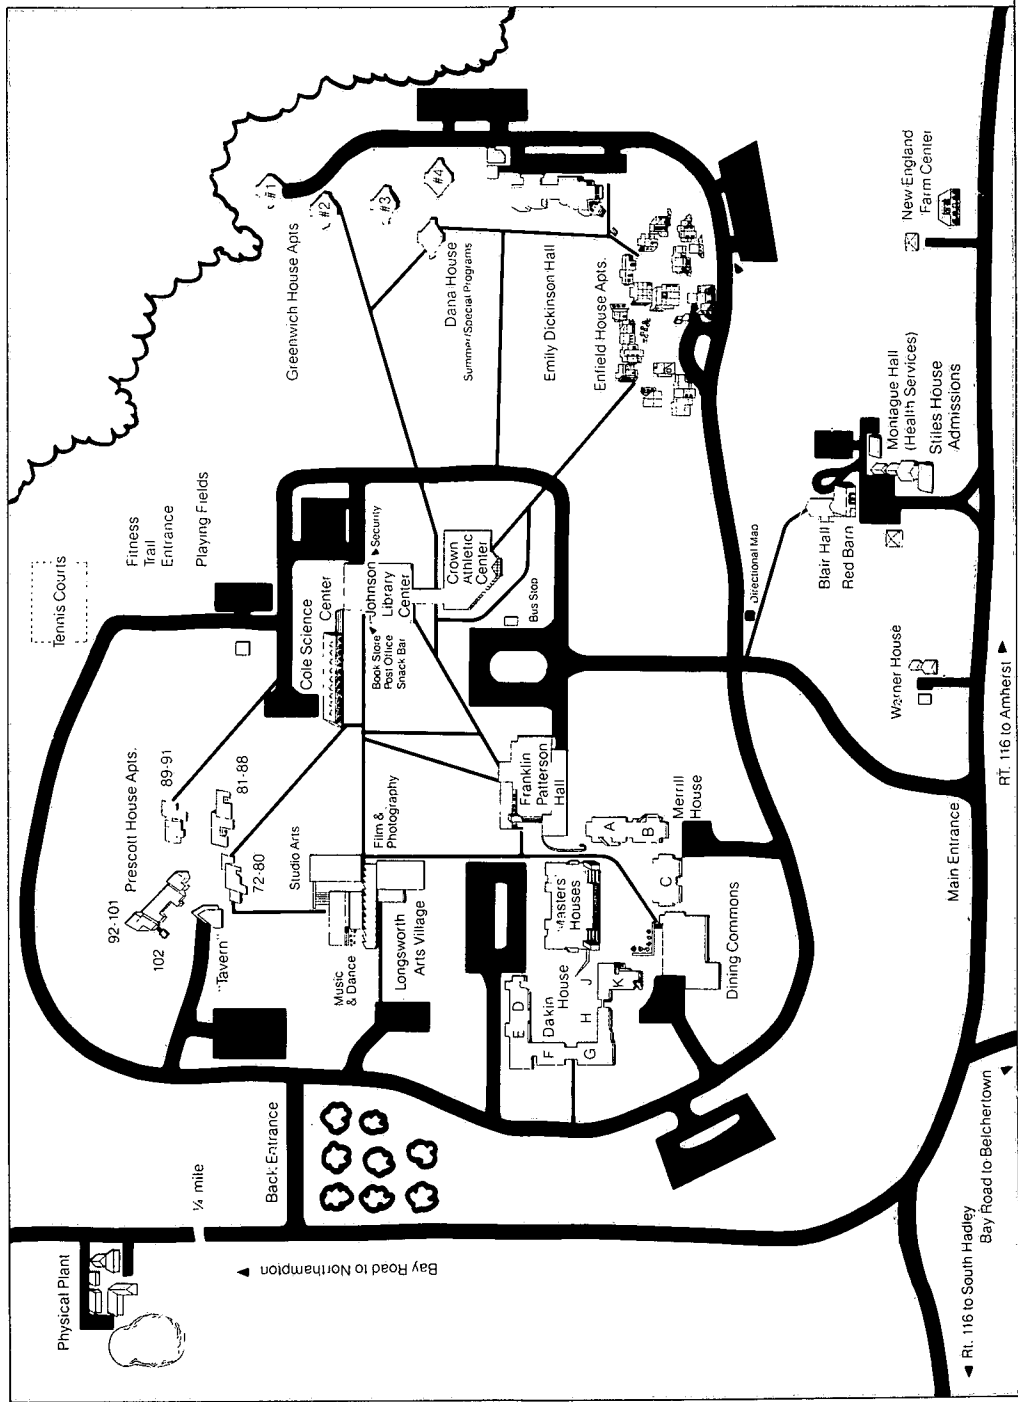 Tennis Courts
Fitness
Trail
Entrance
Playing Fields
Greenwich House Apts
#1
#2
#3
#4
Dana House
Summer/Special Programs
Emily Dickinson Hall
Enfield House Apts.
New England
Farm Center
Montague Hall
(Health Services)
Stiles House
Admissions
Blair Hall
Red Barn
Directional Map
Warner House
RT. 116 to Amherst
Main Entrance
Cole Science
Center
Johnson
Library
Center
Security
Book Store
Post Office
Snack Bar
Crown
Athletic
Center
Bus Stop
Prescott House Apts.
89-91
81-88
72-80
92-101
102
"Tavern"
Studio Arts
Film &
Photography
Music
& Dance
Longsworth
Arts Village
Franklin
Patterson
Hall
Merrill
House
A
B
C
Masters'
Houses
Dakin
House
D
E
F
G
H
J
K
Dining Commons
Back Entrance
¼ mile
Physical Plant
Bay Road to Northampton
Rt. 116 to South Hadley
Bay Road to Belchertown